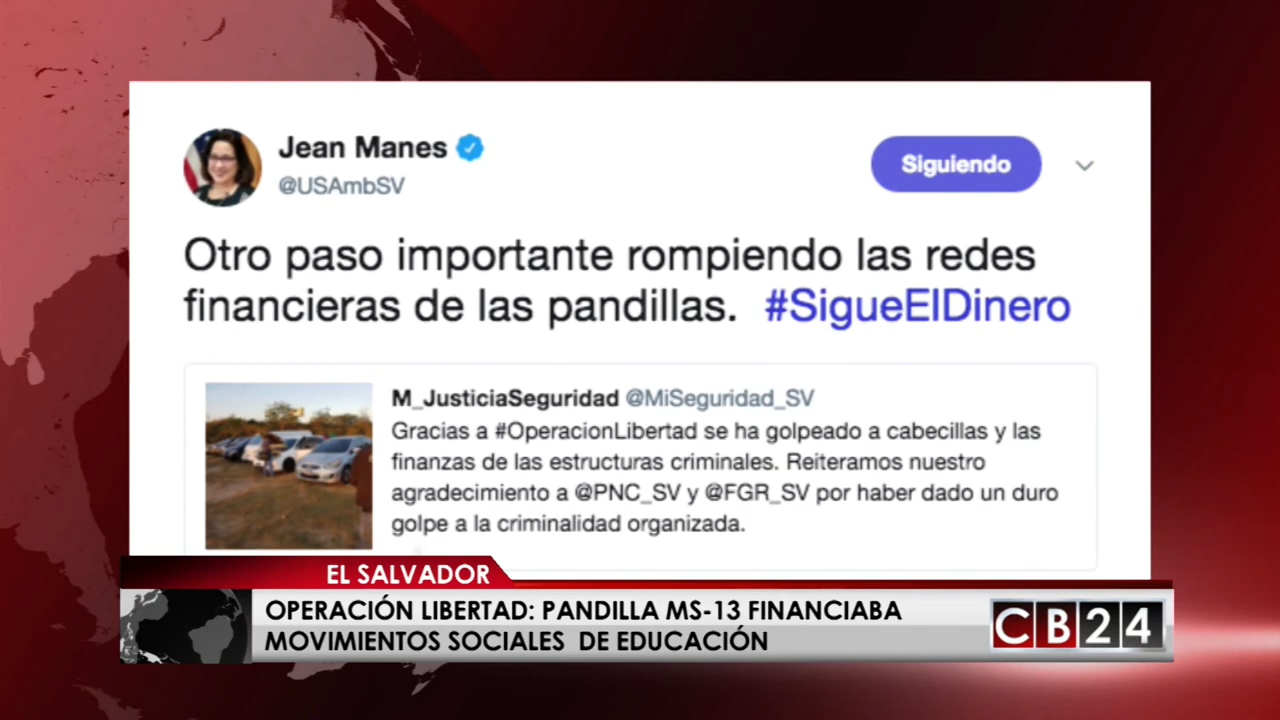 Jean Manes
@USAmbSV
Siguiendo
Otro paso importante rompiendo las redes
financieras de las pandillas. #SigueElDinero
M_JusticiaSeguridad @MiSeguridad_SV
Gracias a #OperacionLibertad se ha golpeado a cabecillas y las
finanzas de las estructuras criminales. Reiteramos nuestro
agradecimiento a @PNC_SV y @FGR_SV por haber dado un duro
golpe a la criminalidad organizada.
EL SALVADOR
OPERACIÓN LIBERTAD: PANDILLA MS-13 FINANCIABA
MOVIMIENTOS SOCIALES DE EDUCACIÓN
CB24